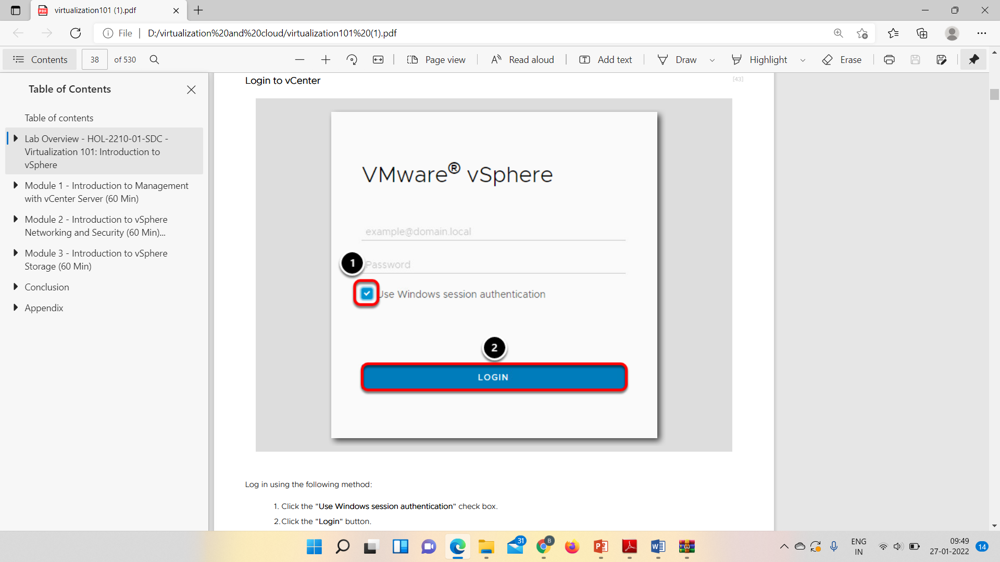 virtualization101 (1).pdf
File
D:/virtualization%20and%20cloud/virtualization101%20(1).pdf
Contents
38
of 530
Page view
Read aloud
Add text
Draw
Highlight
Erase
Table of Contents
Table of contents
Lab Overview - HOL-2210-01-SDC -
Virtualization 101: Introduction to
vSphere
Module 1 - Introduction to Management
with vCenter Server (60 Min)
Module 2 - Introduction to vSphere
Networking and Security (60 Min)...
Module 3 - Introduction to vSphere
Storage (60 Min)
Conclusion
Appendix
Login to vCenter
[43]
VMware® vSphere
example@domain.local
1
Password
Use Windows session authentication
2
LOGIN
Log in using the following method:
1. Click the "Use Windows session authentication" check box.
2. Click the "Login" button.
31
B
ENG
IN
09:49
27-01-2022
14